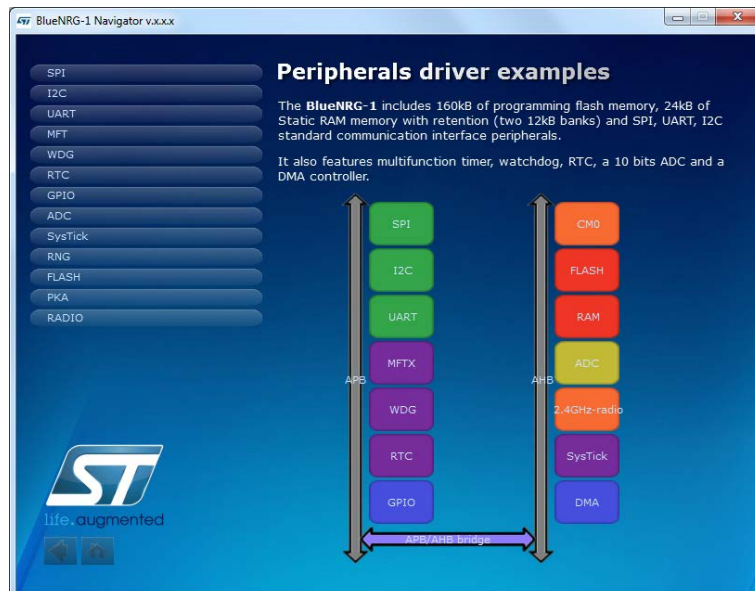 BlueNRG-1 Navigator v.x.x.x
SPI
I2C
UART
MFT
WDG
RTC
GPIO
ADC
SysTick
RNG
FLASH
PKA
RADIO
Peripherals driver examples
The BlueNRG-1 includes 160kB of programming flash memory, 24kB of
Static RAM memory with retention (two 12kB banks) and SPI, UART, I2C
standard communication interface peripherals.
It also features multifunction timer, watchdog, RTC, a 10 bits ADC and a
DMA controller.
APB
SPI
I2C
UART
MFTX
WDG
RTC
GPIO
AHB
CM0
FLASH
RAM
ADC
2.4GHz-radio
SysTick
DMA
APB/AHB bridge
ST
life.augmented